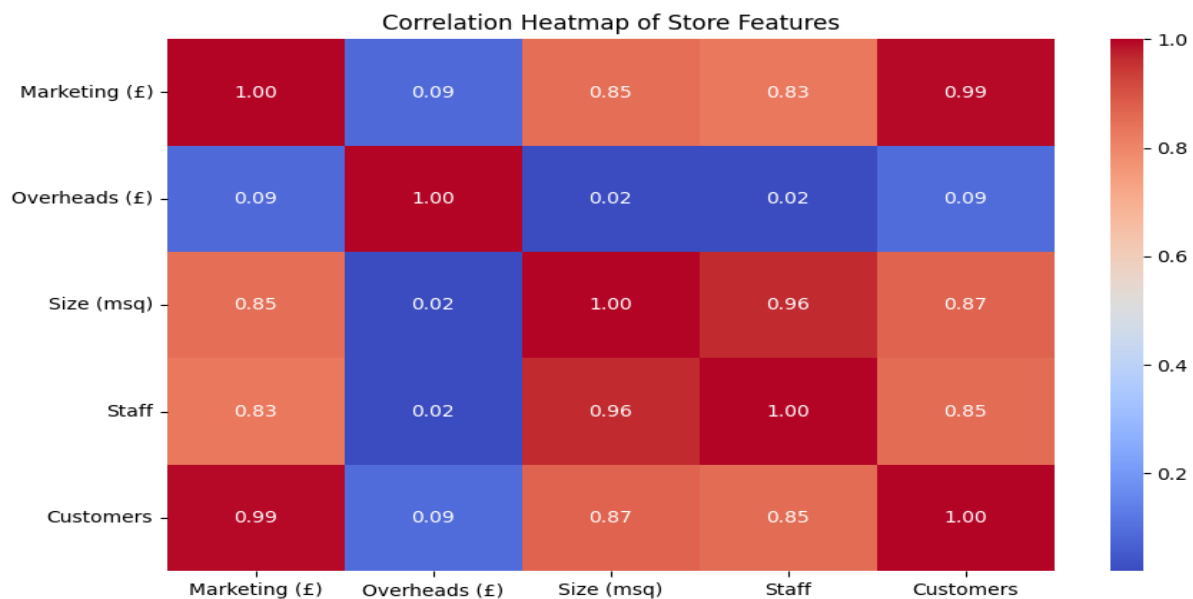 Correlation Heatmap of Store Features
Marketing (£) 1.00 0.09 0.85 0.83 0.99
Overheads (£) 0.09 1.00 0.02 0.02 0.09
Size (msq) 0.85 0.02 1.00 0.96 0.87
Staff 0.83 0.02 0.96 1.00 0.85
Customers 0.99 0.09 0.87 0.85 1.00
Marketing (£) Overheads (£) Size (msq) Staff Customers
1.0
0.8
0.6
0.4
0.2